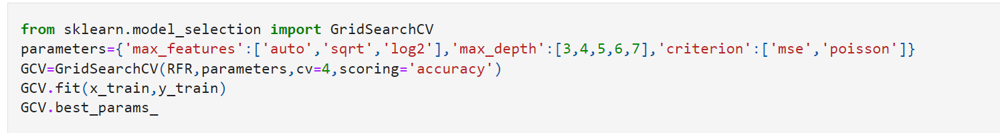 from sklearn.model_selection import GridSearchCV
parameters={'max_features':['auto','sqrt','log2'],'max_depth':[3,4,5,6,7],'criterion':['mse','poisson']}
GCV=GridSearchCV(RFR,parameters,cv=4,scoring='accuracy')
GCV.fit(x_train,y_train)
GCV.best_params_